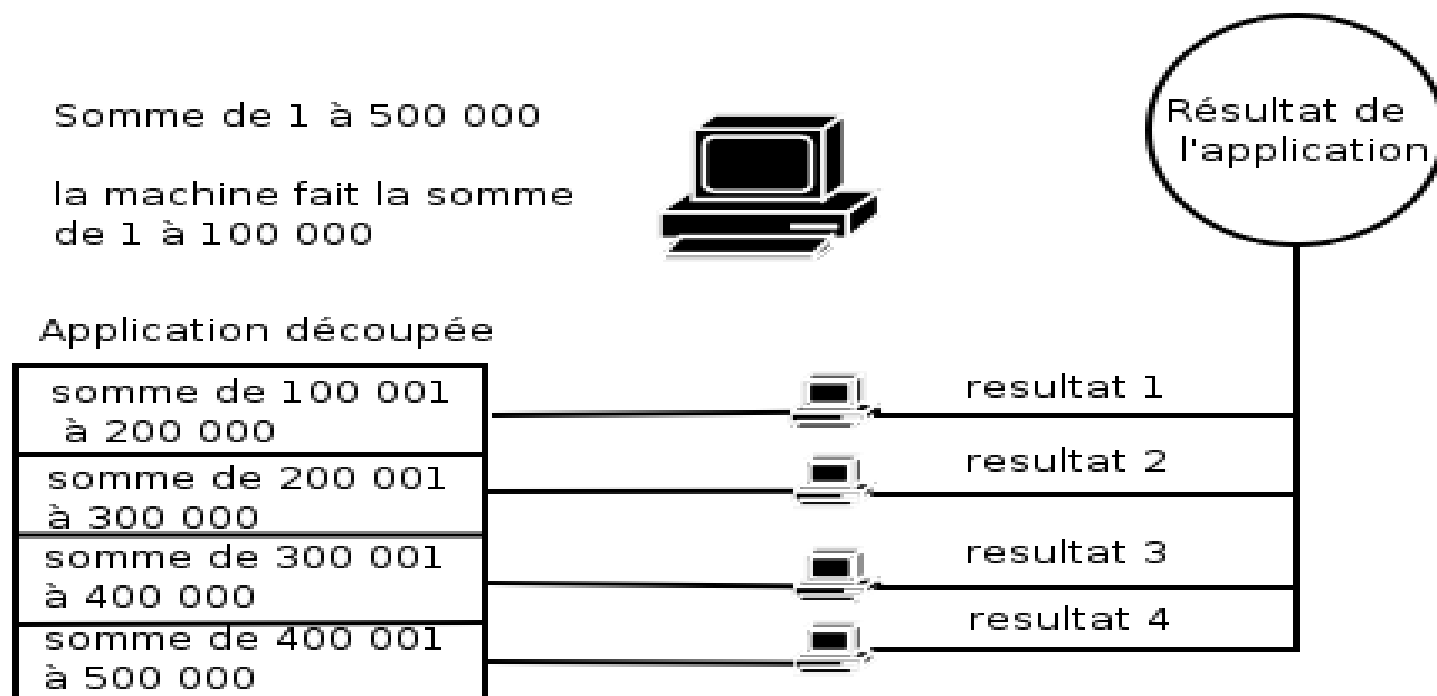 Somme de 1 à 500 000
la machine fait la somme
de 1 à 100 000
Résultat de
l'application
Application découpée
somme de 100 001
à 200 000
somme de 200 001
à 300 000
somme de 300 001
à 400 000
somme de 400 001
à 500 000
resultat 1
resultat 2
resultat 3
resultat 4